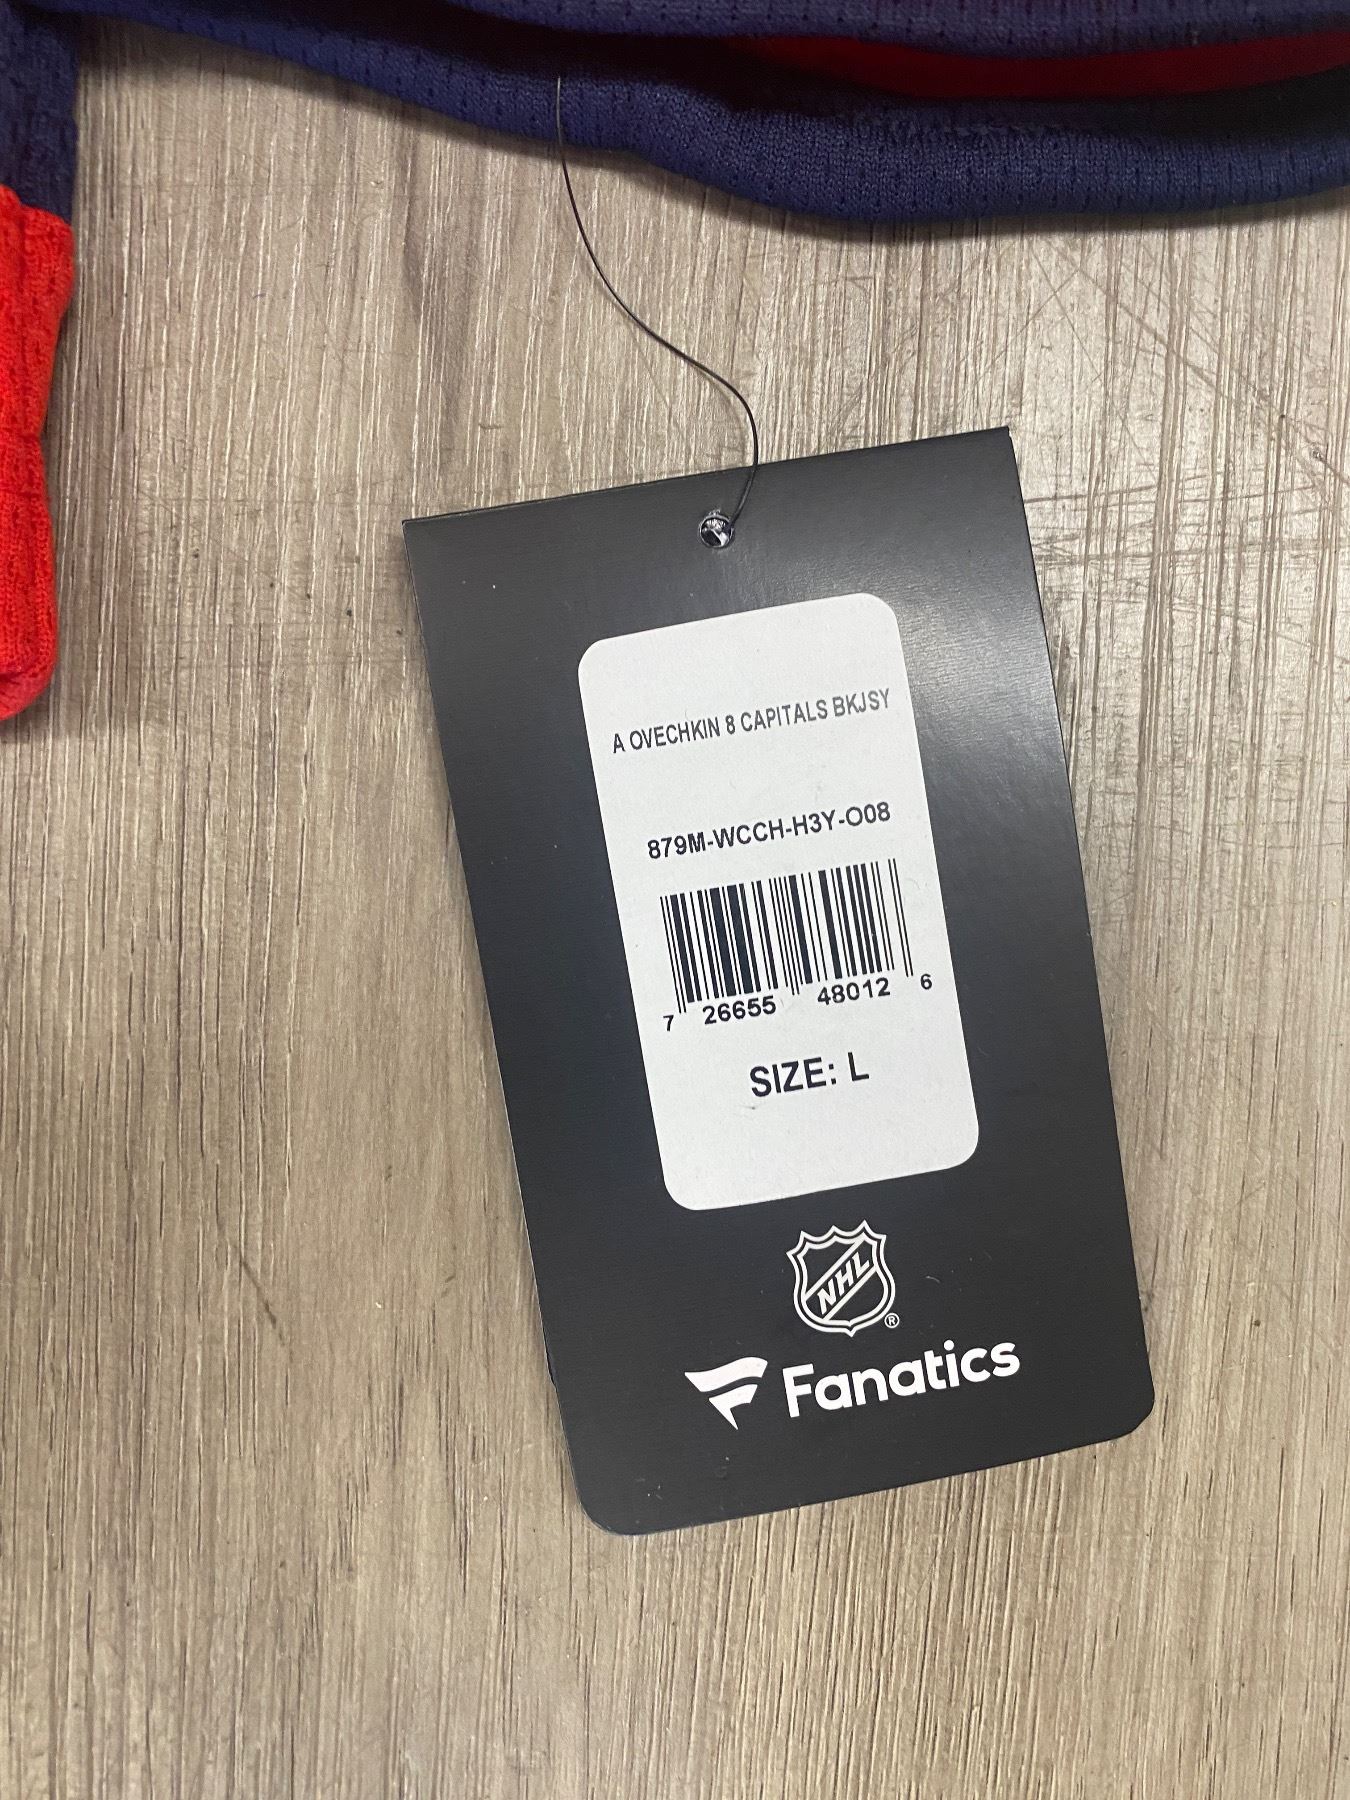 A OVECHKIN 8 CAPITALS BKJSY
879M-WCCH-H3Y-O08
7 26655 48012 6
SIZE: L
NHL ®
Fanatics